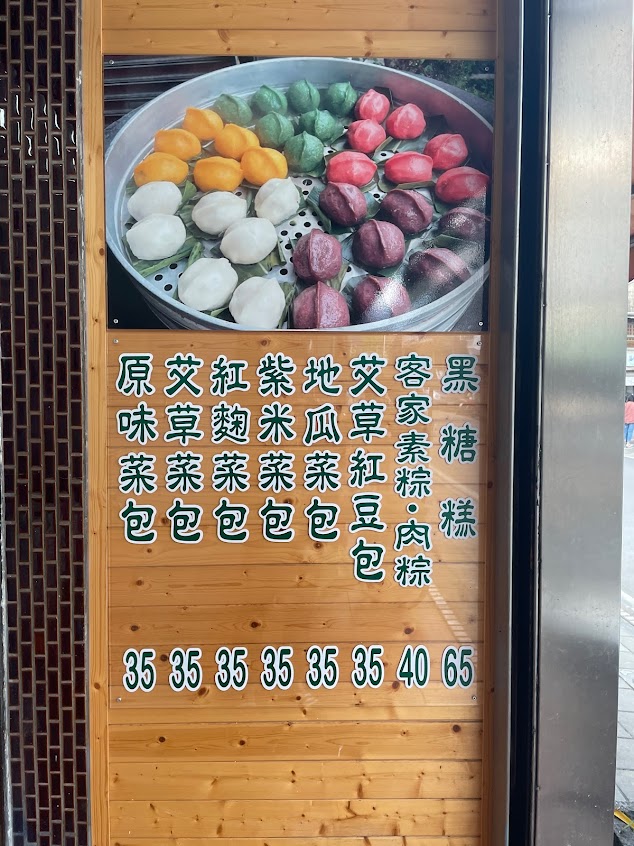 黑糖糕 65
客家素粽·肉粽 40
艾草紅豆包 35
地瓜菜包 35
紫米菜包 35
紅麴菜包 35
艾草菜包 35
原味菜包 35